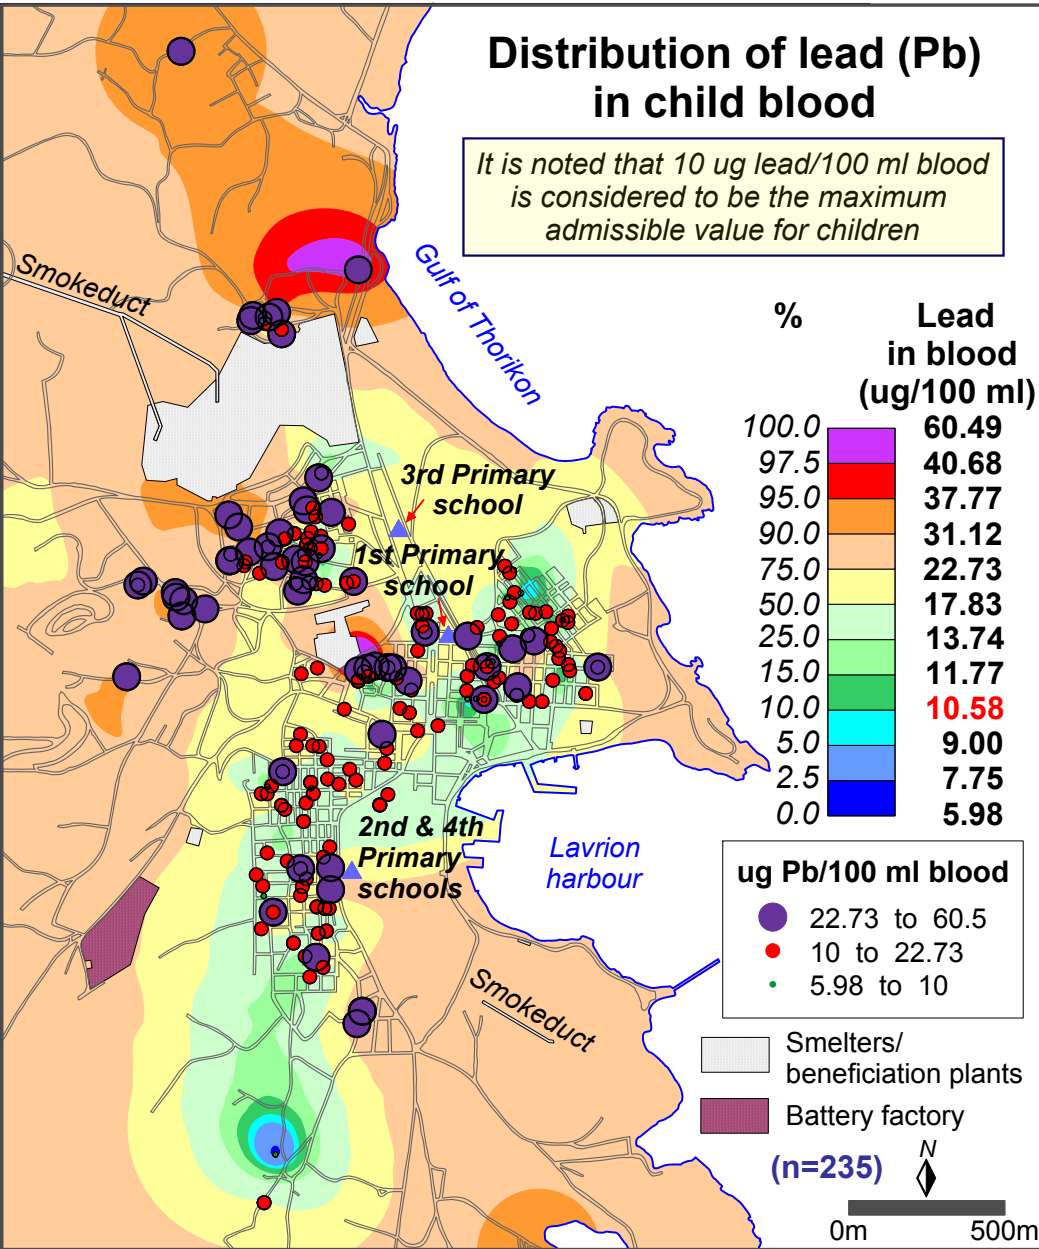 Distribution of lead (Pb)
in child blood
It is noted that 10 ug lead/100 ml blood
is considered to be the maximum
admissible value for children
Smokeduct
Gulf of Thorikon
%
Lead
in blood
(ug/100 ml)
100.0 60.49
97.5 40.68
95.0 37.77
90.0 31.12
75.0 22.73
50.0 17.83
25.0 13.74
15.0 11.77
10.0 10.58
5.0 9.00
2.5 7.75
0.0 5.98
3rd Primary
school
1st Primary
school
2nd & 4th
Primary
schools
Lavrion
harbour
Smokeduct
ug Pb/100 ml blood
22.73 to 60.5
10 to 22.73
5.98 to 10
Smelters/
beneficiation plants
Battery factory
(n=235)
N
0m 500m